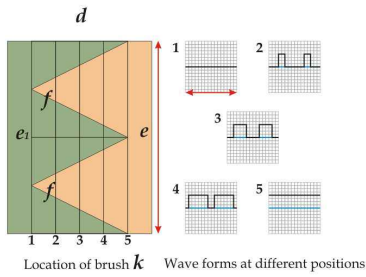 d
1
2
f
3
e₁
e
f
4
5
1 2 3 4 5
Location of brush k
Wave forms at different positions